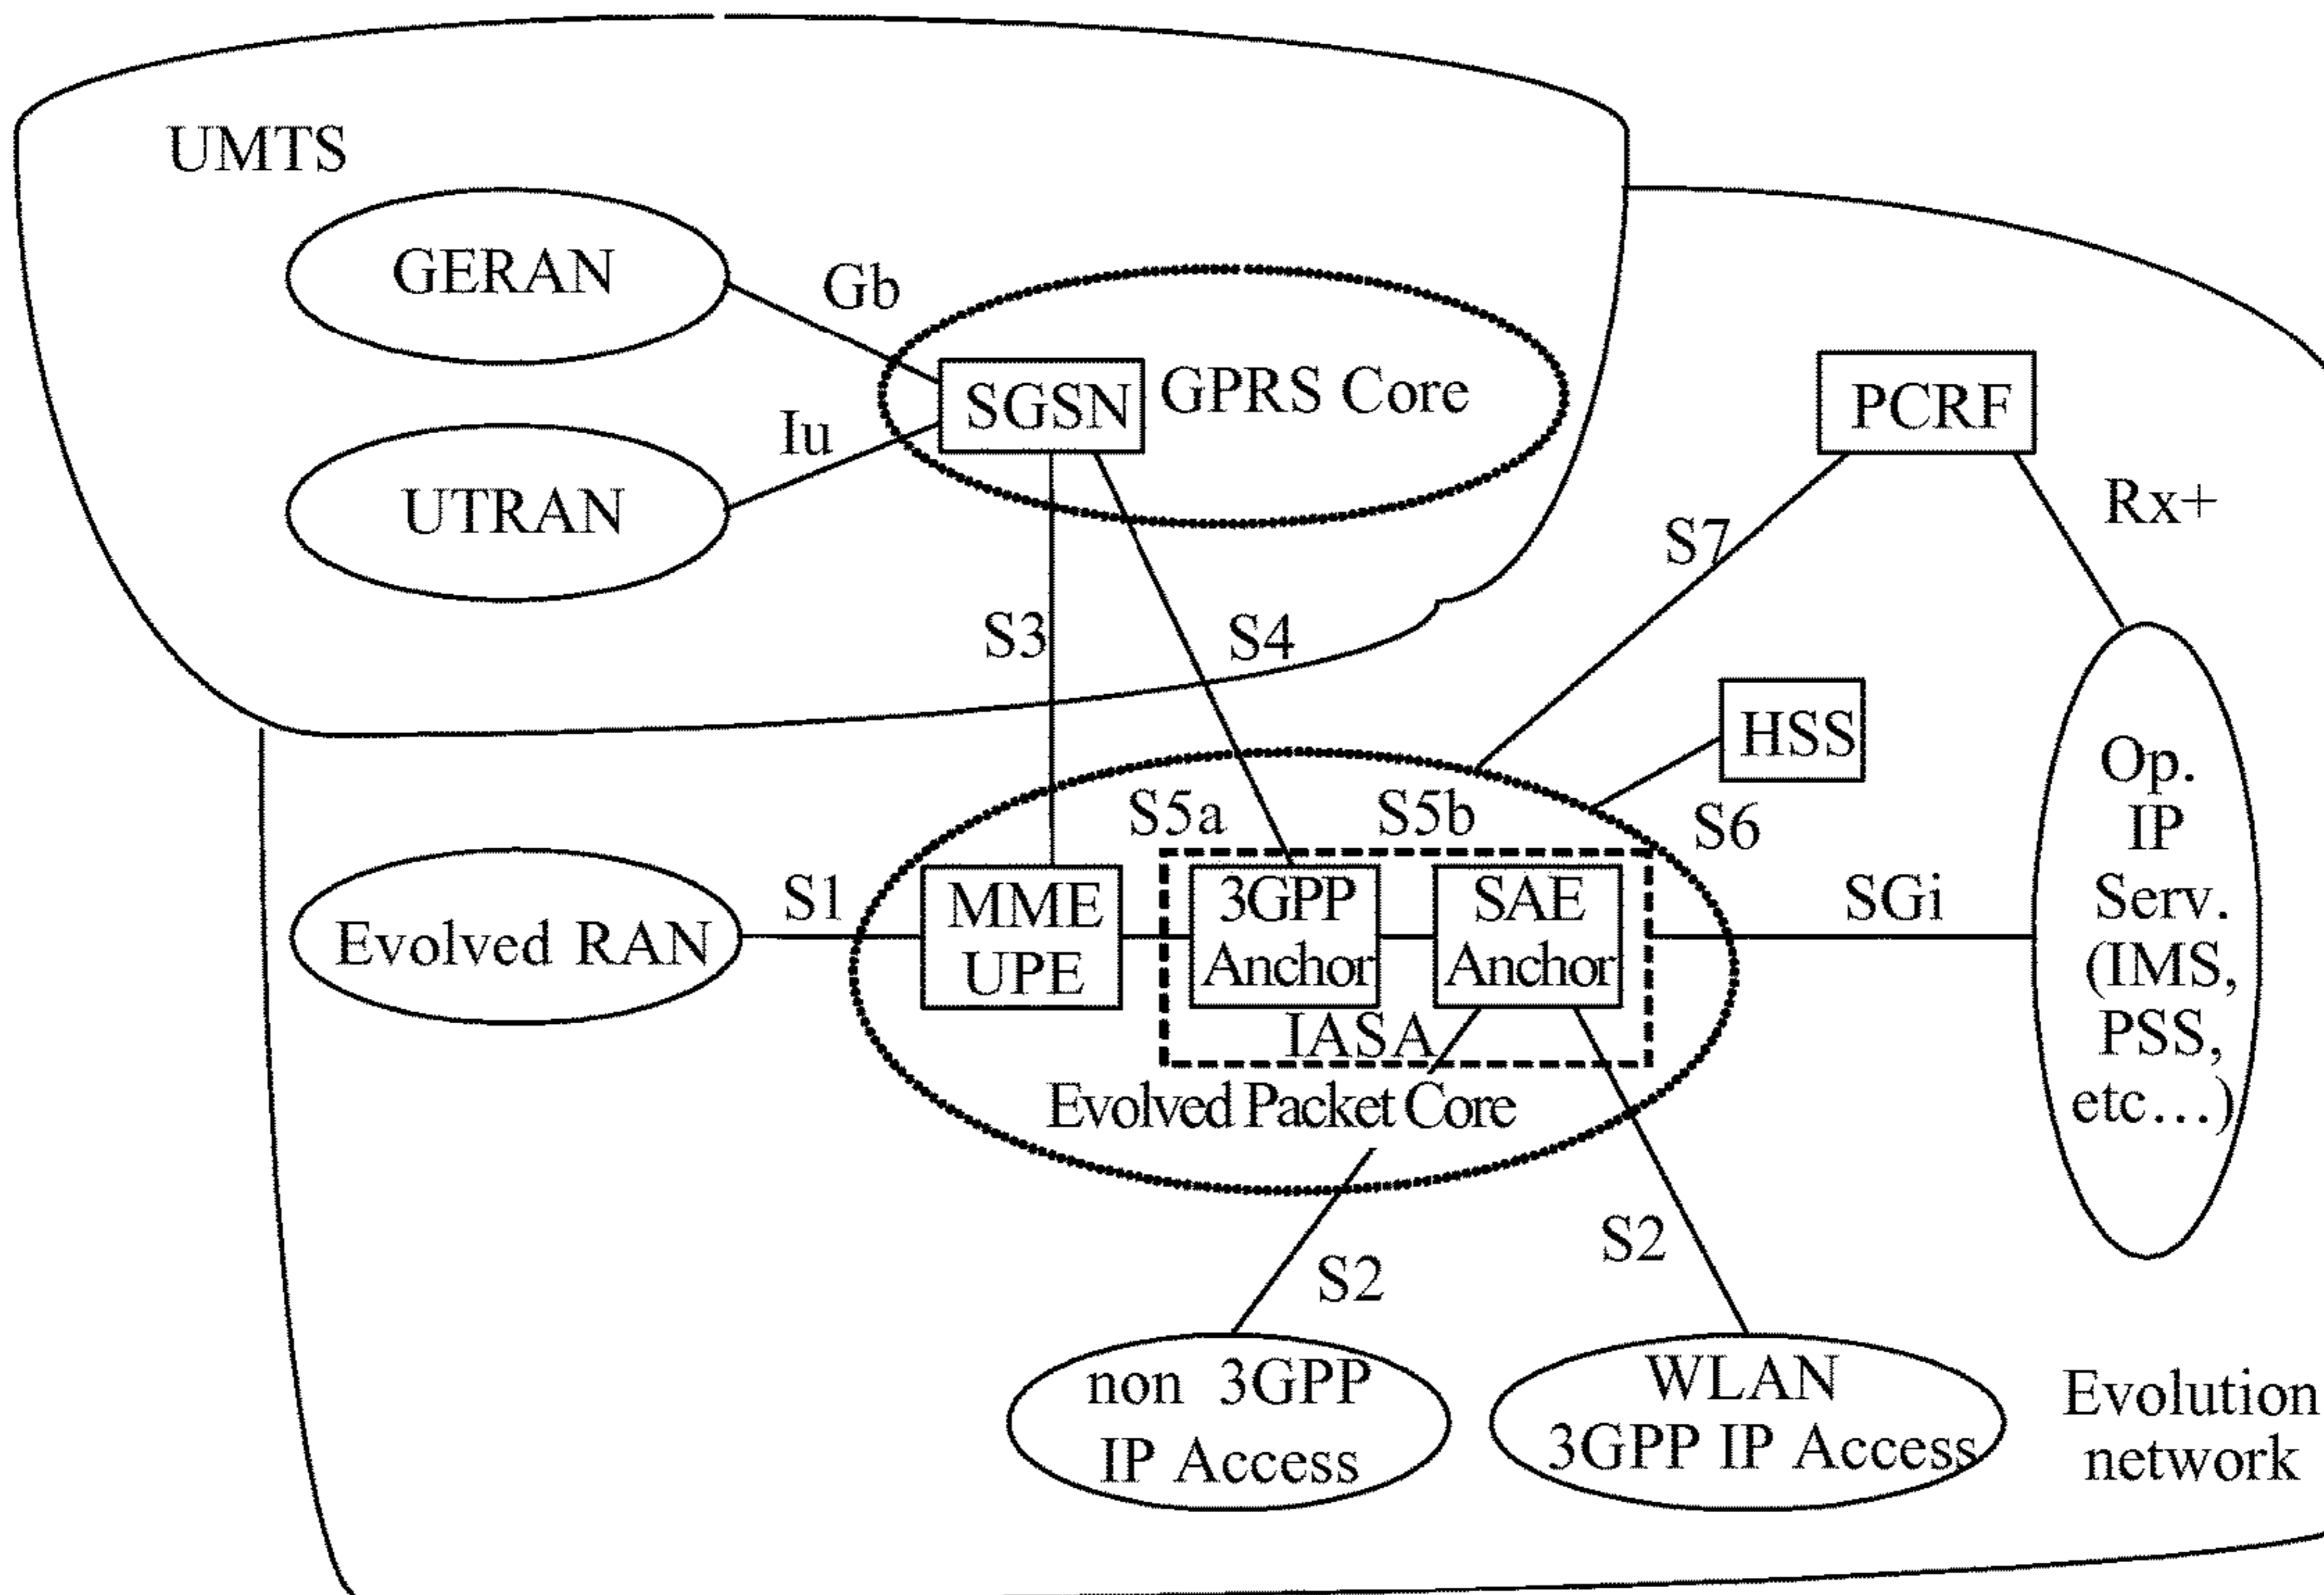 UMTS
GERAN
Gb
SGSN
GPRS Core
PCRF
Iu
UTRAN
Rx+
S7
S3
S4
HSS
Op.
IP
Serv.
(IMS,
PSS,
etc...)
S5a
S5b
S6
Evolved RAN
S1
MME
UPE
3GPP
Anchor
SAE
Anchor
SGi
IASA
Evolved Packet Core
S2
S2
non 3GPP
IP Access
WLAN
3GPP IP Access
Evolution
network